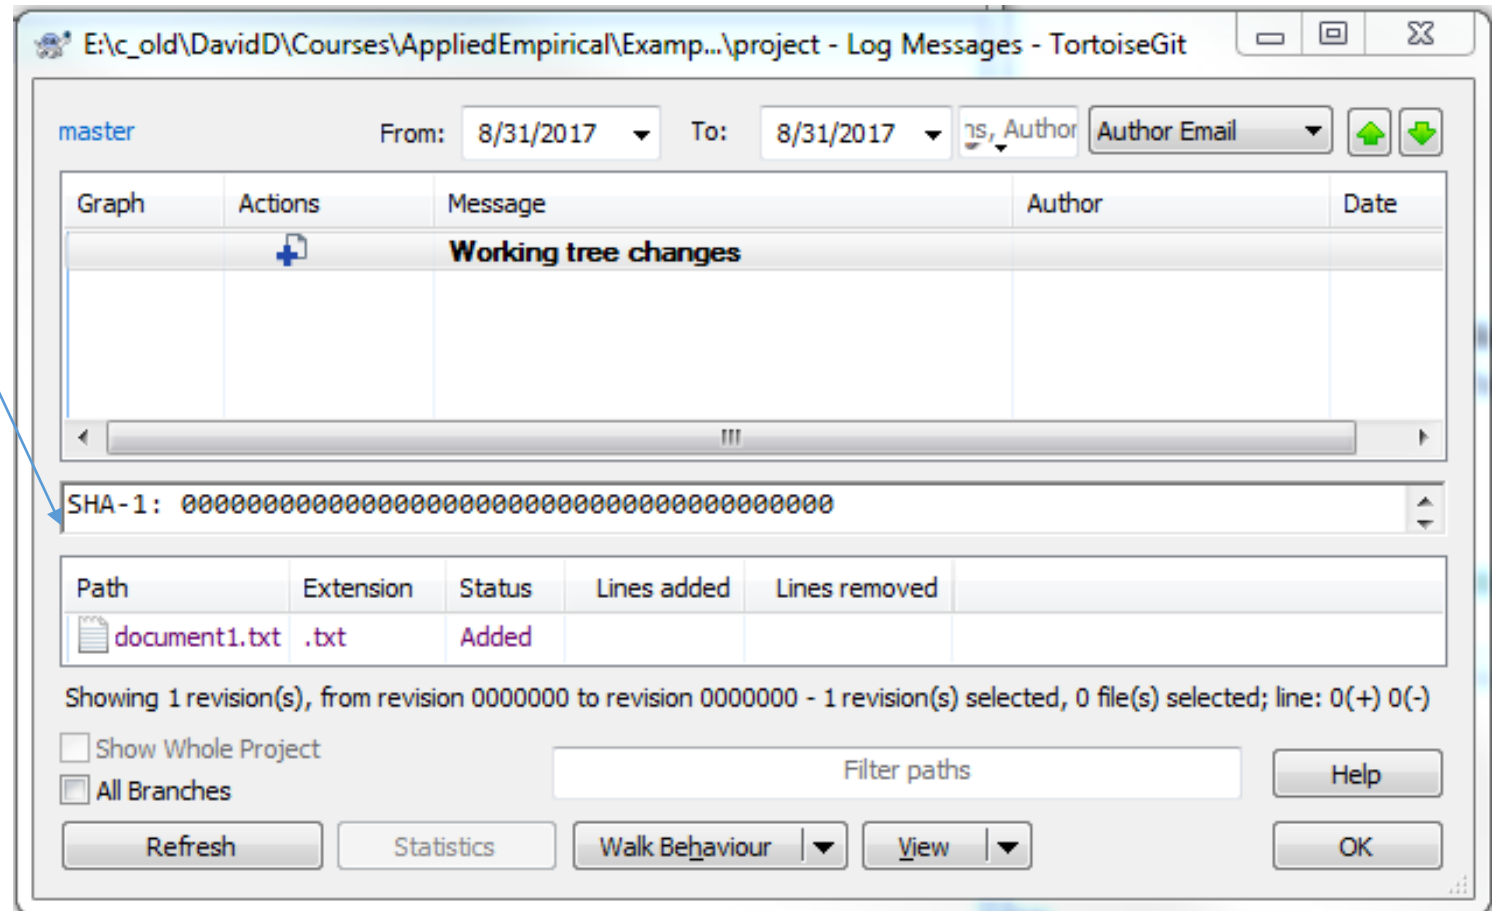 E:\c_old\DavidD\Courses\AppliedEmpirical\Examp...\project - Log Messages - TortoiseGit
master From: 8/31/2017 To: 8/31/2017 Author Author Email
Graph Actions Message Author Date
Working tree changes
SHA-1: 0000000000000000000000000000000000000000
Path Extension Status Lines added Lines removed
document1.txt .txt Added
Showing 1 revision(s), from revision 0000000 to revision 0000000 - 1 revision(s) selected, 0 file(s) selected; line: 0(+) 0(-)
Show Whole Project
Filter paths Help
All Branches
Refresh Statistics Walk Behaviour View OK